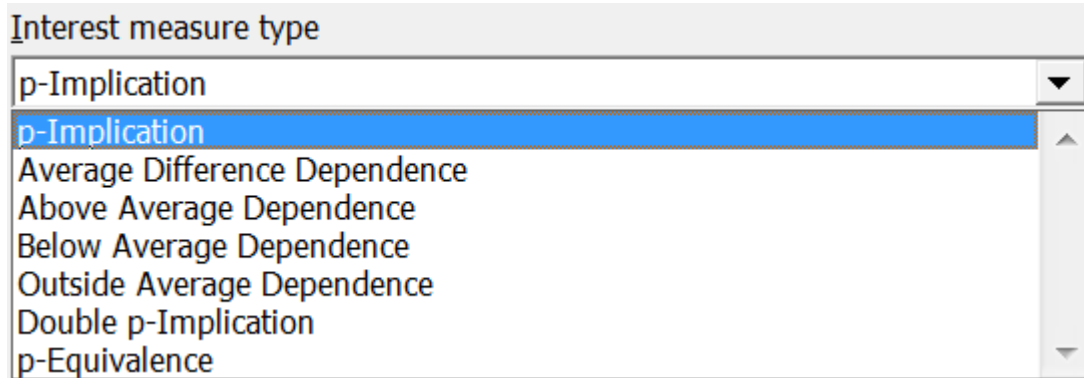 Interest measure type
p-Implication
p-Implication
Average Difference Dependence
Above Average Dependence
Below Average Dependence
Outside Average Dependence
Double p-Implication
p-Equivalence